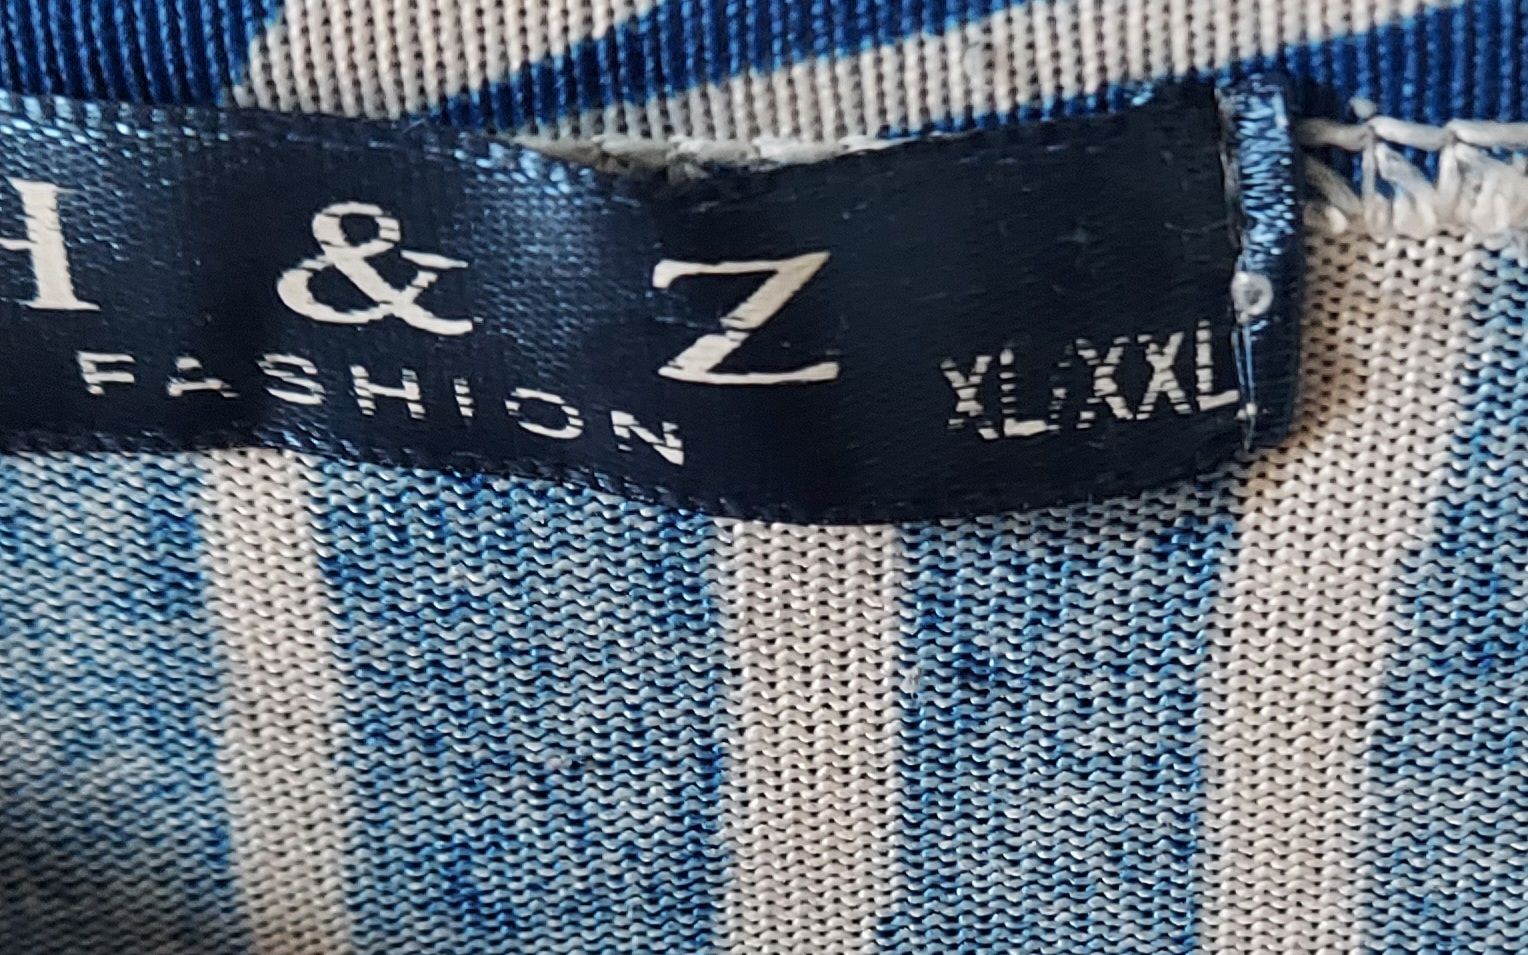 H & Z
FASHION
XL/XXL